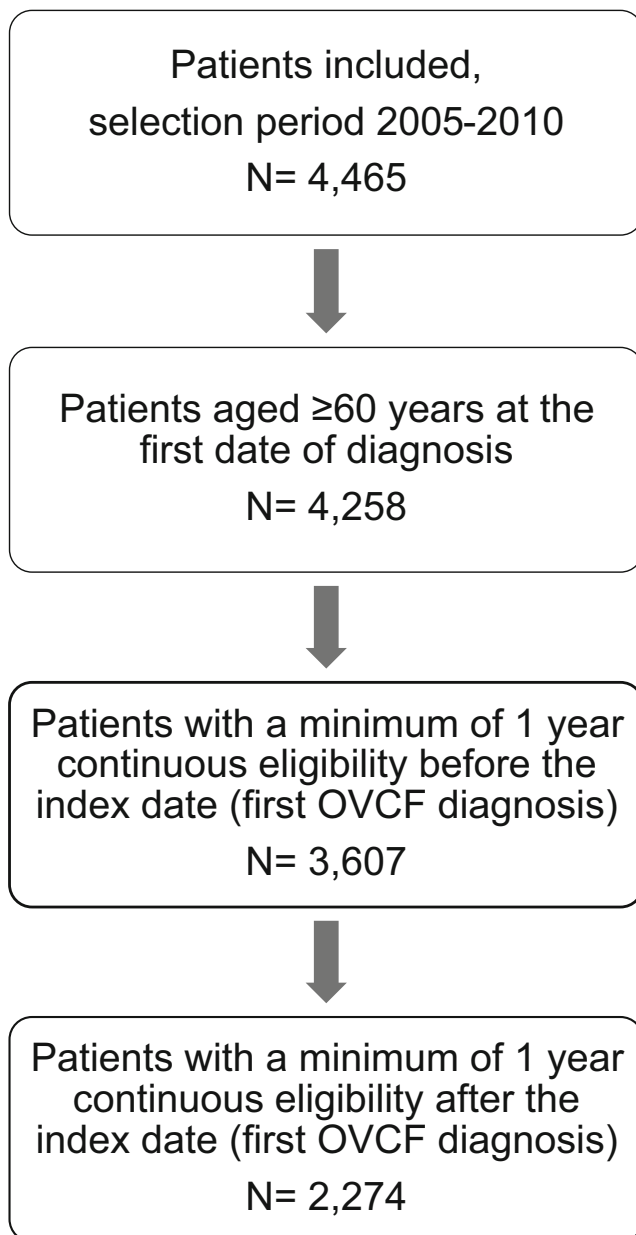 Patients included,
selection period 2005-2010
N= 4,465
Patients aged ≥60 years at the
first date of diagnosis
N= 4,258
Patients with a minimum of 1 year
continuous eligibility before the
index date (first OVCF diagnosis)
N= 3,607
Patients with a minimum of 1 year
continuous eligibility after the
index date (first OVCF diagnosis)
N= 2,274